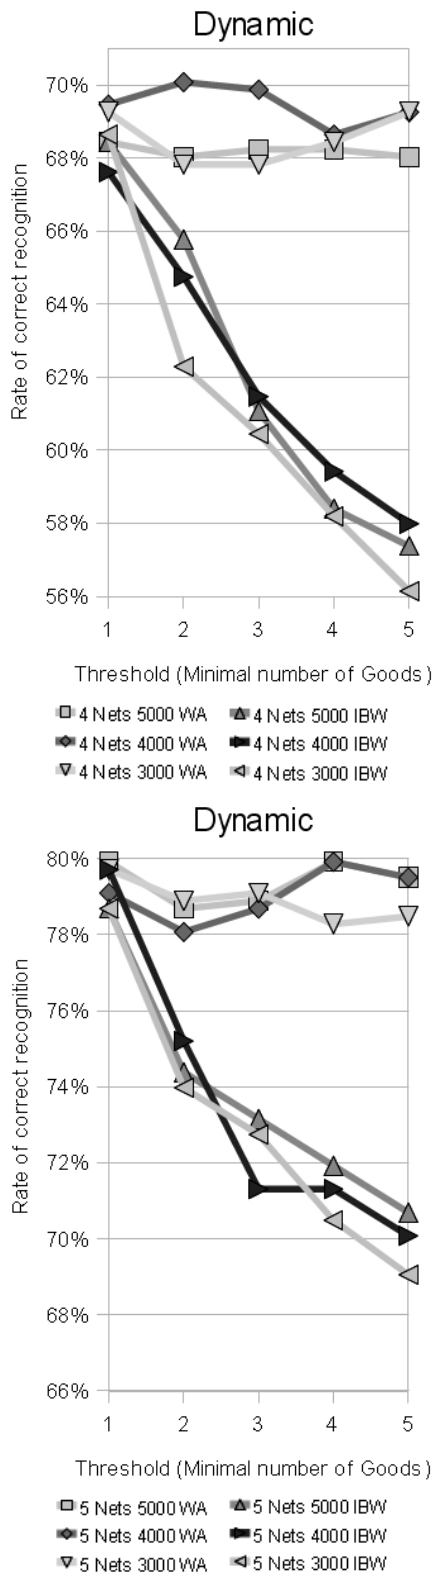 Dynamic
70%
68%
66%
64%
62%
60%
58%
56%
Rate of correct recognition
1 2 3 4 5
Threshold (Minimal number of Goods)
4 Nets 5000 WA 4 Nets 5000 IBW
4 Nets 4000 WA 4 Nets 4000 IBW
4 Nets 3000 WA 4 Nets 3000 IBW
Dynamic
80%
78%
76%
74%
72%
70%
68%
66%
Rate of correct recognition
1 2 3 4 5
Threshold (Minimal number of Goods)
5 Nets 5000 WA 5 Nets 5000 IBW
5 Nets 4000 WA 5 Nets 4000 IBW
5 Nets 3000 WA 5 Nets 3000 IBW